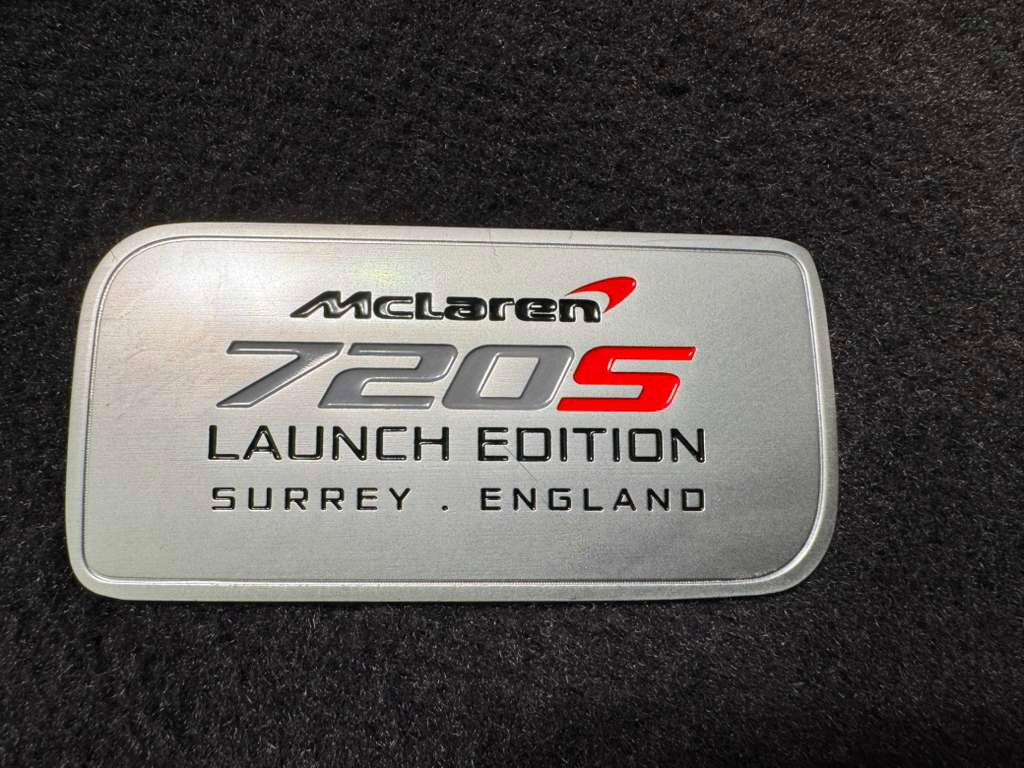 McLaren
720S
LAUNCH EDITION
SURREY . ENGLAND